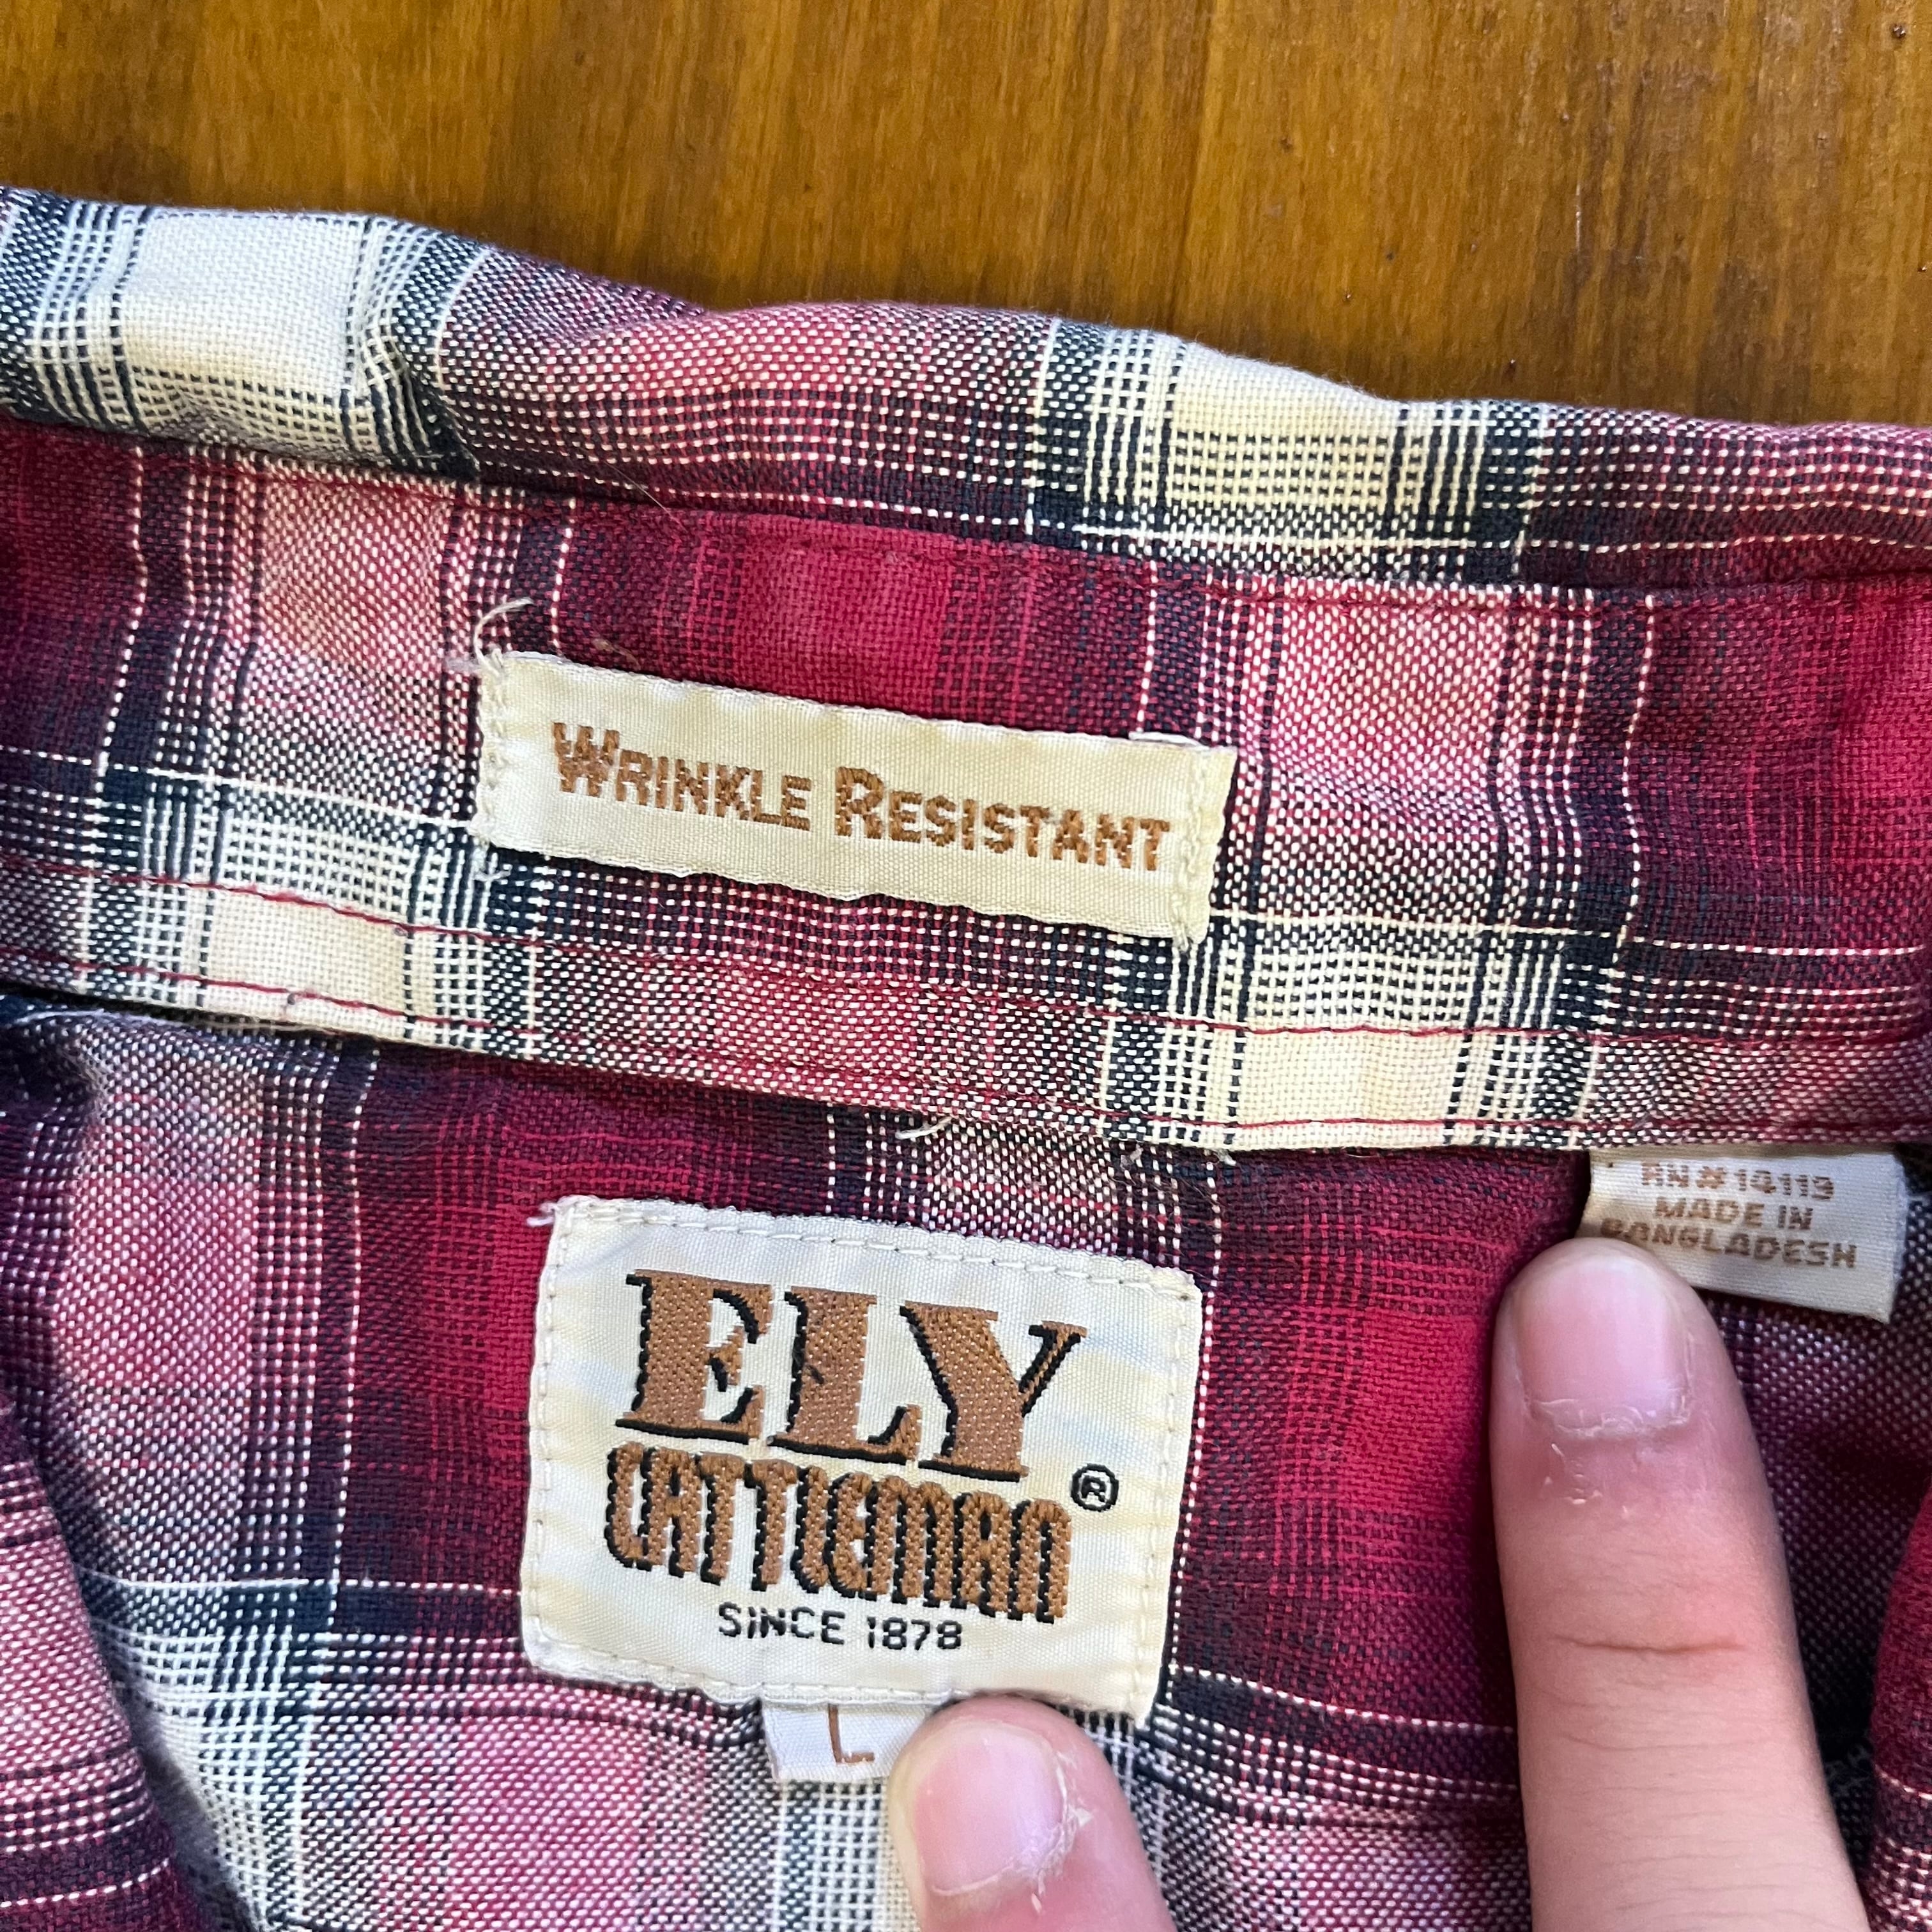 WRINKLE RESISTANT
RN#14119
MADE IN
BANGLADESH
ELY
CATTLEMAN®
SINCE 1878
L